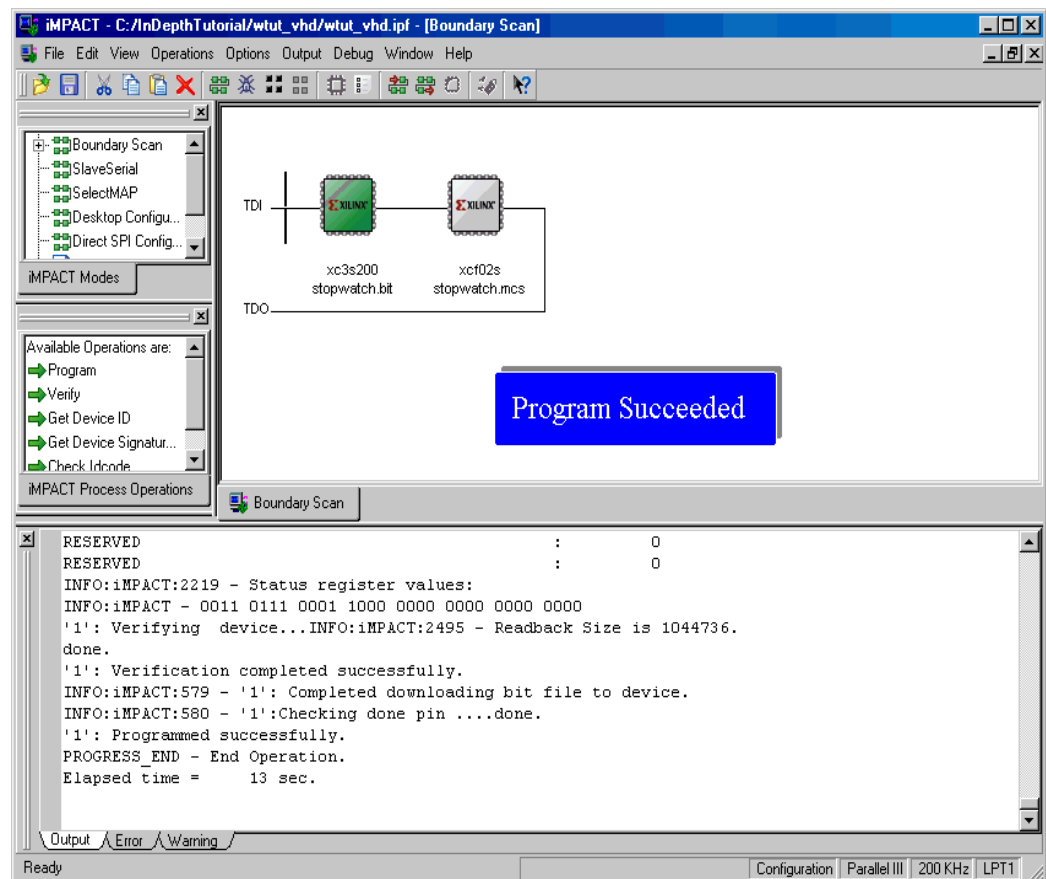 iMPACT - C:/InDepthTutorial/wtut_vhd/wtut_vhd.ipf - [Boundary Scan]
File Edit View Operations Options Output Debug Window Help
Boundary Scan
SlaveSerial
SelectMAP
Desktop Configu...
Direct SPI Config...
iMPACT Modes
Available Operations are:
Program
Verify
Get Device ID
Get Device Signatur...
Check Idcode
iMPACT Process Operations
TDI
XILINX
XILINX
xc3s200
stopwatch.bit
xcf02s
stopwatch.mcs
TDO
Program Succeeded
Boundary Scan
RESERVED : 0
RESERVED : 0
INFO:iMPACT:2219 - Status register values:
INFO:iMPACT - 0011 0111 0001 1000 0000 0000 0000 0000
'1': Verifying device...INFO:iMPACT:2495 - Readback Size is 1044736.
done.
'1': Verification completed successfully.
INFO:iMPACT:579 - '1': Completed downloading bit file to device.
INFO:iMPACT:580 - '1':Checking done pin ....done.
'1': Programmed successfully.
PROGRESS_END - End Operation.
Elapsed time = 13 sec.
Output Error Warning
Ready
Configuration Parallel III 200 KHz LPT1